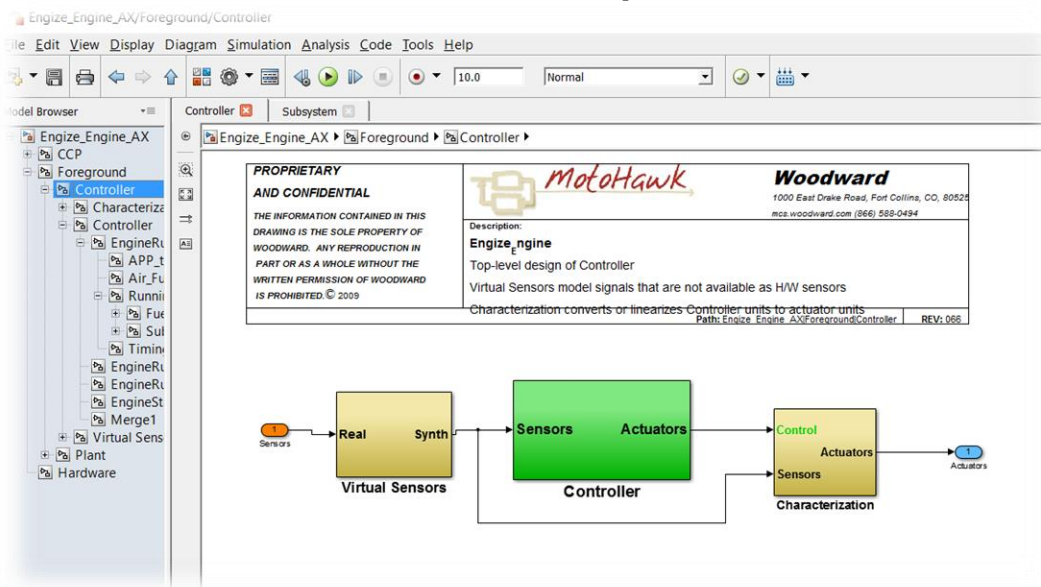 Engize_Engine_AX/Foreground/Controller
File Edit View Display Diagram Simulation Analysis Code Tools Help
10.0 Normal
Model Browser
Controller Subsystem
Engize_Engine_AX Foreground Controller
Engize_Engine_AX
CCP
Foreground
Controller
Characteriza
Controller
EngineRu
APP_t
Air_Fu
Runni
Fue
Sub
Timing
EngineRu
EngineRu
EngineSt
Merge1
Virtual Sens
Plant
Hardware
PROPRIETARY
AND CONFIDENTIAL
THE INFORMATION CONTAINED IN THIS
DRAWING IS THE SOLE PROPERTY OF
WOODWARD. ANY REPRODUCTION IN
PART OR AS A WHOLE WITHOUT THE
WRITTEN PERMISSION OF WOODWARD
IS PROHIBITED.© 2009
MotoHawk
Woodward
1000 East Drake Road, Fort Collins, CO, 80525
mcs.woodward.com (866) 588-0494
Description:
Engize_Engine
Top-level design of Controller
Virtual Sensors model signals that are not available as H/W sensors
Characterization converts or linearizes Controller units to actuator units
Path: Engize_Engine_AX/Foreground/Controller REV: 066
1
Sensors
Real Synth
Virtual Sensors
Sensors Actuators
Controller
Control
Actuators
Sensors
Characterization
1
Actuators